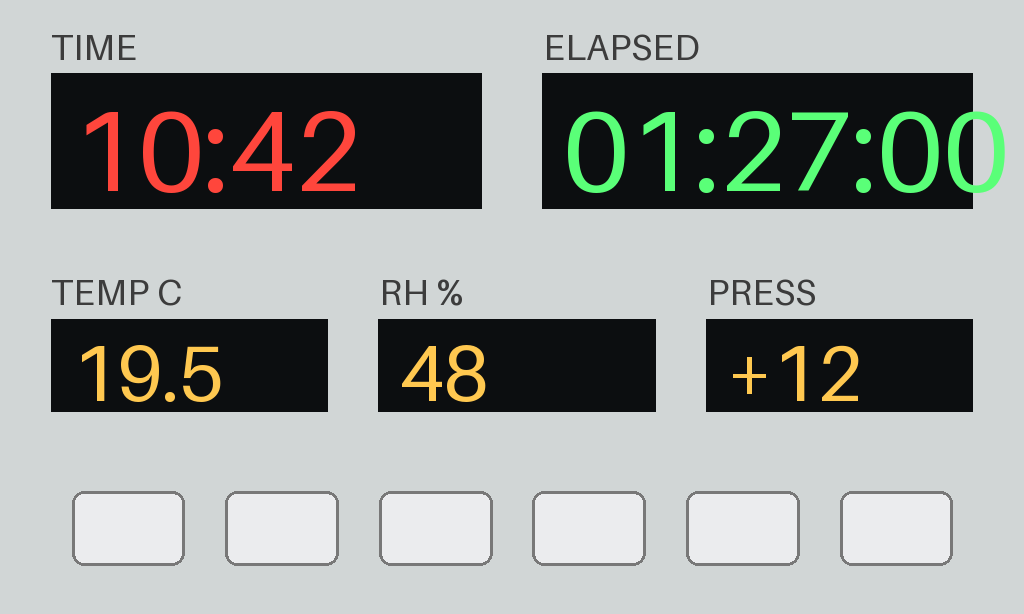 TIME
ELAPSED
10:42
01:27:00
TEMP C
RH %
PRESS
19.5
48
+12